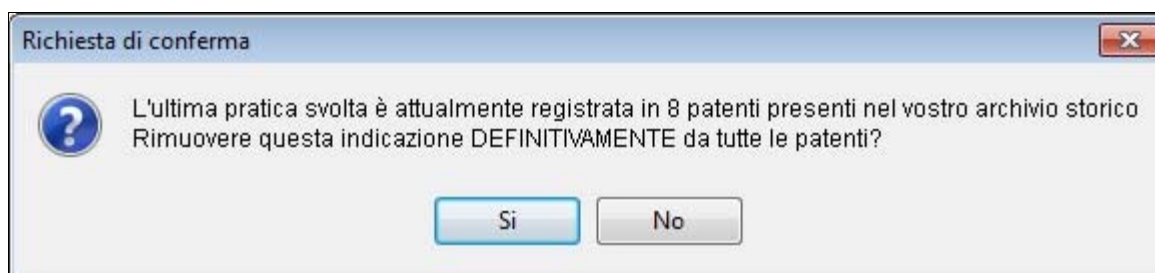 Richiesta di conferma
L'ultima pratica svolta è attualmente registrata in 8 patenti presenti nel vostro archivio storico
Rimuovere questa indicazione DEFINITIVAMENTE da tutte le patenti?
Si
No